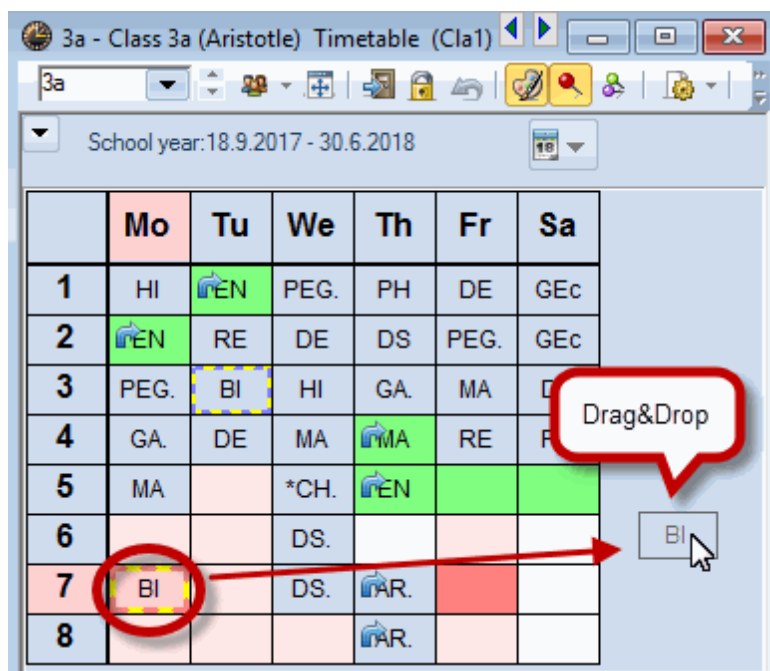 3a - Class 3a (Aristotle) Timetable (Cla1)
3a
School year:18.9.2017 - 30.6.2018
18
Mo Tu We Th Fr Sa
1 HI EN PEG. PH DE GEc
2 EN RE DE DS PEG. GEc
3 PEG. BI HI GA. MA
Drag&Drop
4 GA. DE MA MA RE
5 MA *CH. EN
6 DS. BI
7 BI DS. AR.
8 AR.